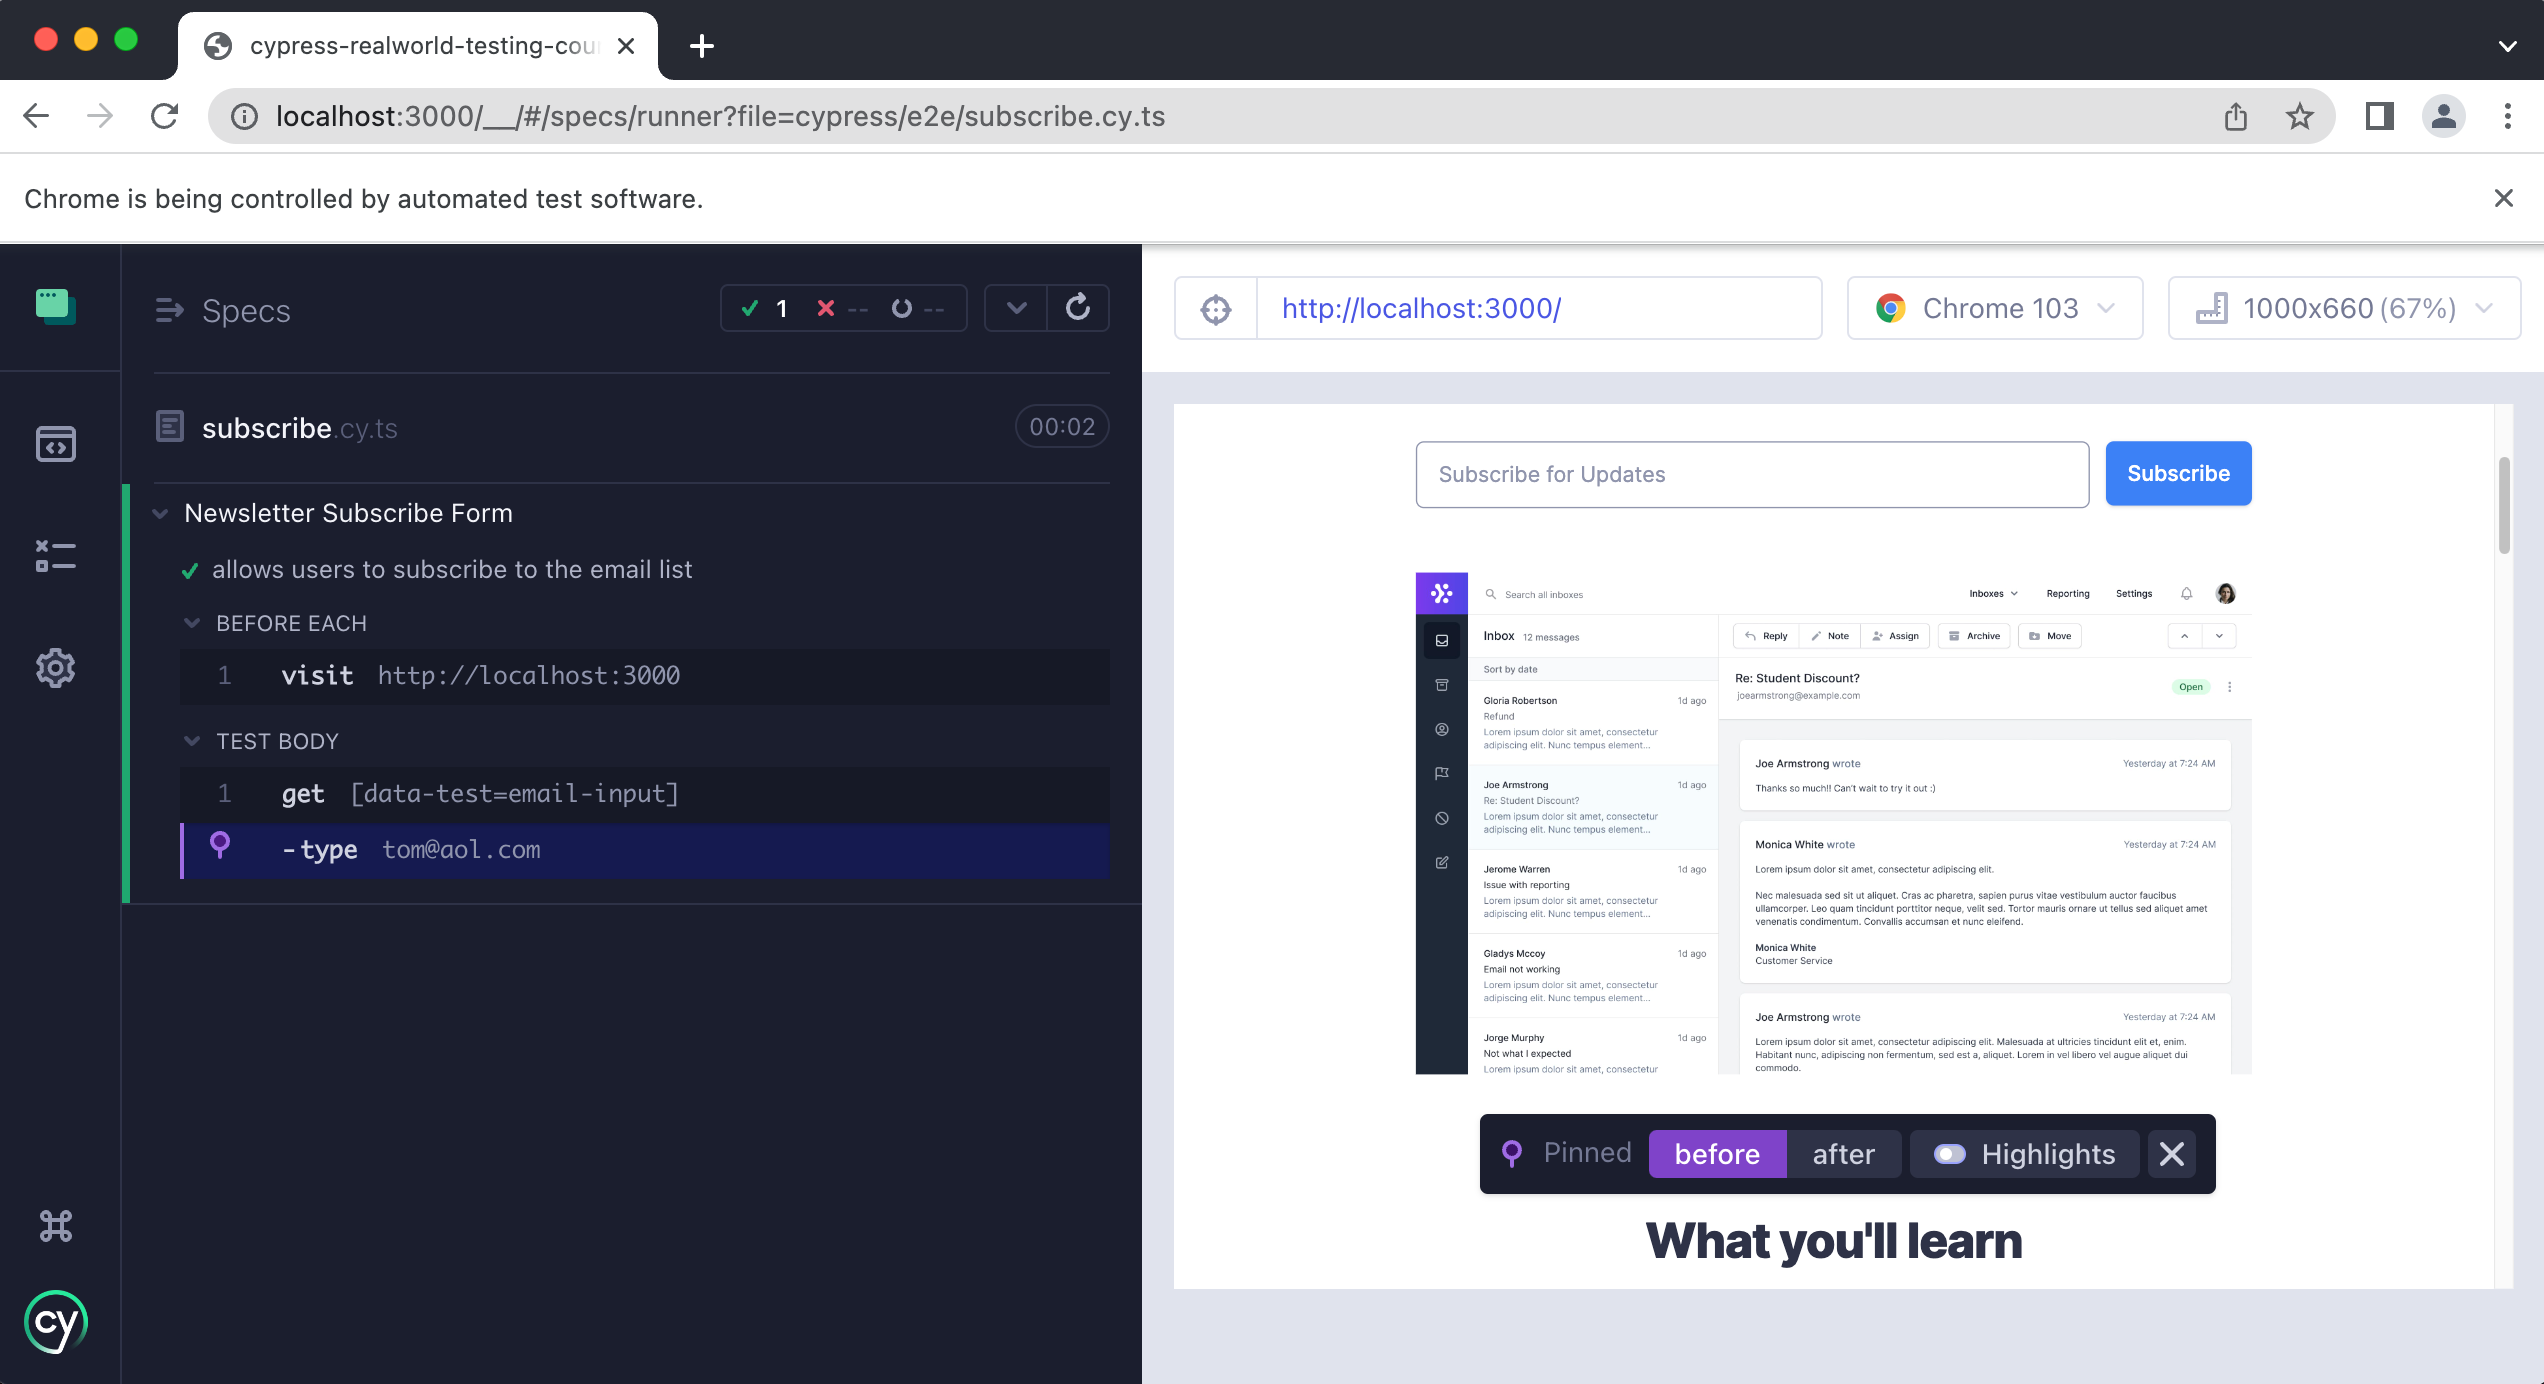 cypress-realworld-testing-cou
localhost:3000/__/#/specs/runner?file=cypress/e2e/subscribe.cy.ts
Chrome is being controlled by automated test software.
Specs
1 -- --
subscribe.cy.ts 00:02
Newsletter Subscribe Form
allows users to subscribe to the email list
BEFORE EACH
1 visit http://localhost:3000
TEST BODY
1 get [data-test=email-input]
-type tom@aol.com
cy
http://localhost:3000/ Chrome 103 1000x660 (67%)
Subscribe for Updates Subscribe
Search all inboxes Inboxes Reporting Settings
Inbox 12 messages
Sort by date
Gloria Robertson 1d ago
Refund
Lorem ipsum dolor sit amet, consectetur
adipiscing elit. Nunc tempus element...
Joe Armstrong 1d ago
Re: Student Discount?
Lorem ipsum dolor sit amet, consectetur
adipiscing elit. Nunc tempus element...
Jerome Warren 1d ago
Issue with reporting
Lorem ipsum dolor sit amet, consectetur
adipiscing elit. Nunc tempus element...
Gladys Mccoy 1d ago
Email not working
Lorem ipsum dolor sit amet, consectetur
adipiscing elit. Nunc tempus element...
Jorge Murphy 1d ago
Not what I expected
Lorem ipsum dolor sit amet, consectetur
Reply Note Assign Archive Move
Re: Student Discount?
joearmstrong@example.com
Open
Joe Armstrong wrote Yesterday at 7:24 AM
Thanks so much!! Can't wait to try it out :)
Monica White wrote Yesterday at 7:24 AM
Lorem ipsum dolor sit amet, consectetur adipiscing elit.
Nec malesuada sed sit ut aliquet. Cras ac pharetra, sapien purus vitae vestibulum auctor faucibus
ullamcorper. Leo quam tincidunt porttitor neque, velit sed. Tortor mauris ornare ut tellus sed aliquet amet
venenatis condimentum. Convallis accumsan et nunc eleifend.
Monica White
Customer Service
Joe Armstrong wrote Yesterday at 7:24 AM
Lorem ipsum dolor sit amet, consectetur adipiscing elit. Malesuada at ultricies tincidunt elit et, enim.
Habitant nunc, adipiscing non fermentum, sed est a, aliquet. Lorem in vel libero vel augue aliquet dui
commodo.
Pinned before after Highlights
What you'll learn